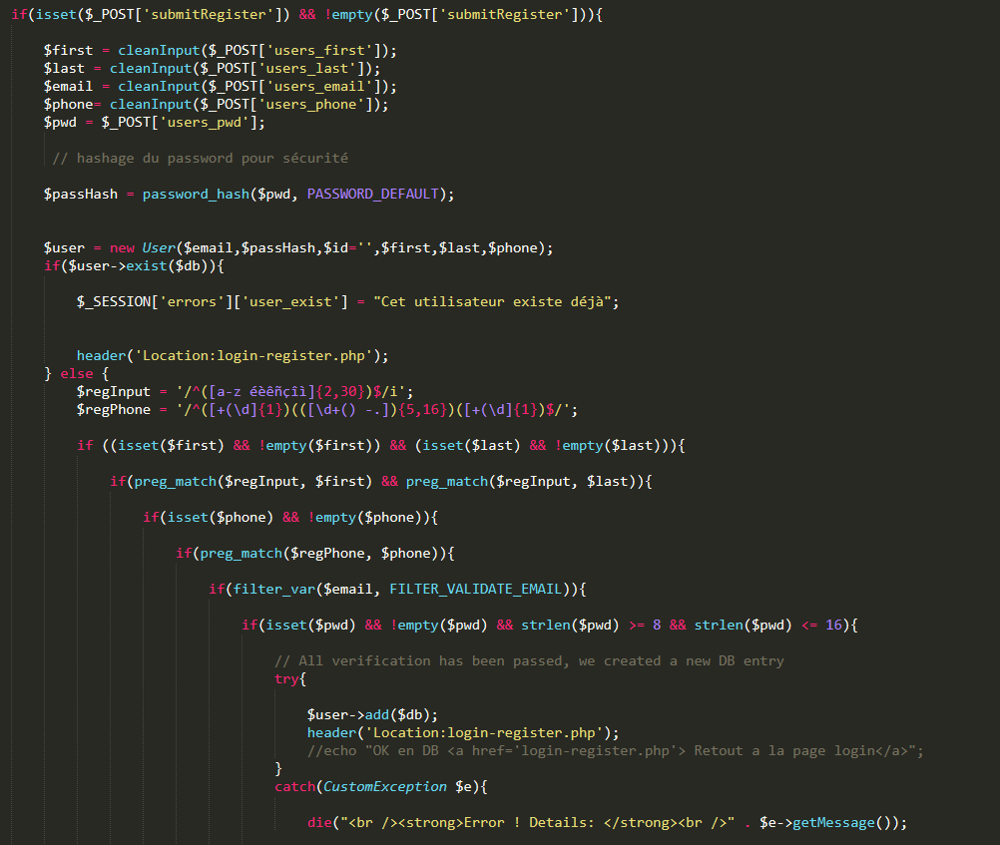 if(isset($_POST['submitRegister']) && !empty($_POST['submitRegister'])){
$first = cleanInput($_POST['users_first']);
$last = cleanInput($_POST['users_last']);
$email = cleanInput($_POST['users_email']);
$phone= cleanInput($_POST['users_phone']);
$pwd = $_POST['users_pwd'];
// hashage du password pour sécurité
$passHash = password_hash($pwd, PASSWORD_DEFAULT);
$user = new User($email,$passHash,$id='',$first,$last,$phone);
if($user->exist($db)){
$_SESSION['errors']['user_exist'] = "Cet utilisateur existe déjà";
header('Location:login-register.php');
} else {
$regInput = '/^([a-z éèêñçîì]{2,30})$/i';
$regPhone = '/^([+(\d]{1})(([\d+() -.]){5,16})([+(\d]{1})$/';
if ((isset($first) && !empty($first)) && (isset($last) && !empty($last))){
if(preg_match($regInput, $first) && preg_match($regInput, $last)){
if(isset($phone) && !empty($phone)){
if(preg_match($regPhone, $phone)){
if(filter_var($email, FILTER_VALIDATE_EMAIL)){
if(isset($pwd) && !empty($pwd) && strlen($pwd) >= 8 && strlen($pwd) <= 16){
// All verification has been passed, we created a new DB entry
try{
$user->add($db);
header('Location:login-register.php');
//echo "OK en DB <a href='login-register.php'> Retout a la page login</a>";
}
catch(CustomException $e){
die("<br /><strong>Error ! Details: </strong><br />" . $e->getMessage());